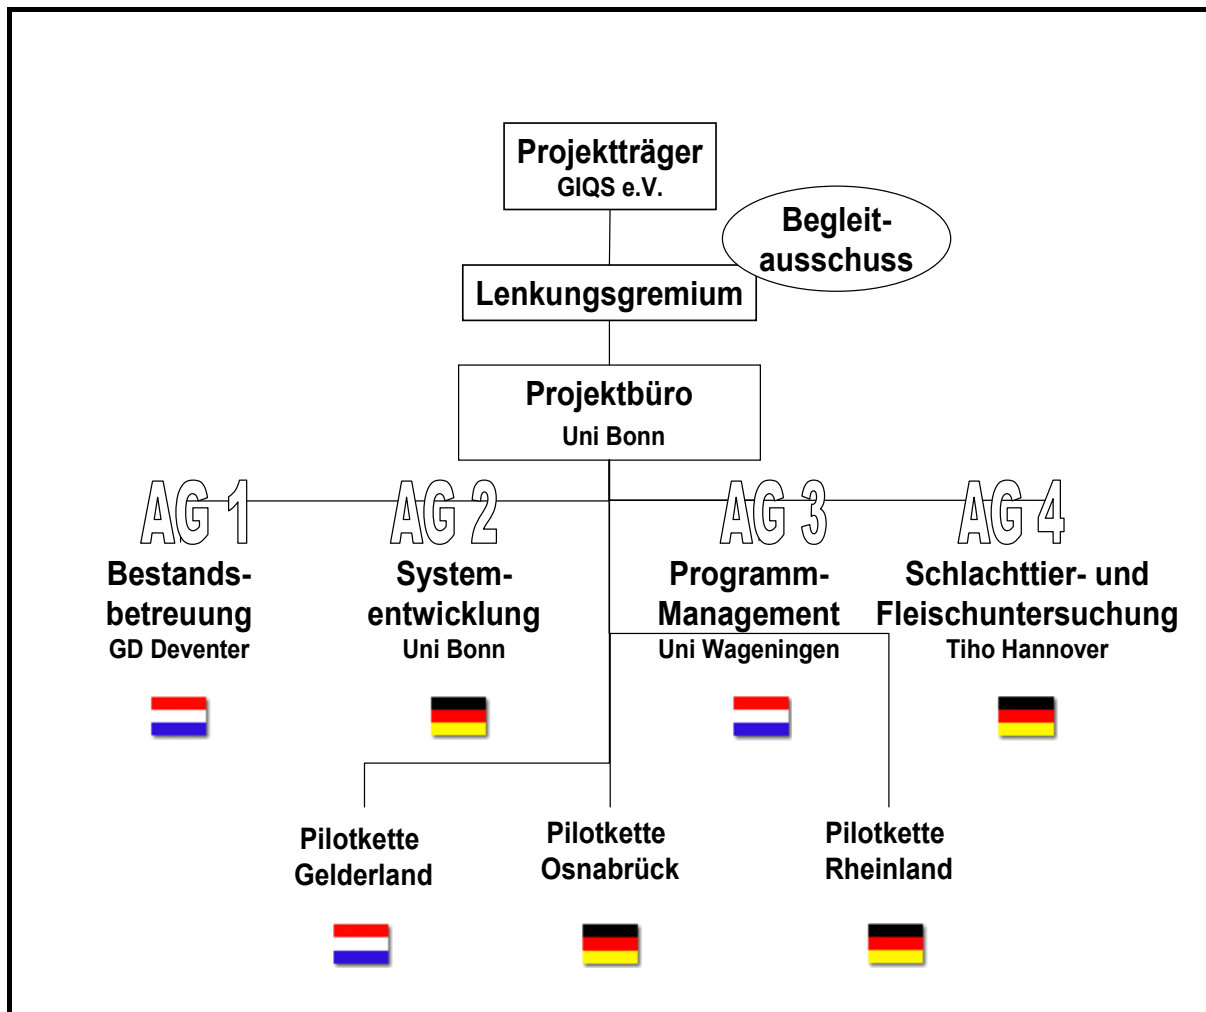 Projektträger
GIQS e.V.
Begleit-
ausschuss
Lenkungsgremium
Projektbüro
Uni Bonn
AG 1
Bestands-
betreuung
GD Deventer
AG 2
System-
entwicklung
Uni Bonn
AG 3
Programm-
Management
Uni Wageningen
AG 4
Schlachttier- und
Fleischuntersuchung
Tiho Hannover
Pilotkette
Gelderland
Pilotkette
Osnabrück
Pilotkette
Rheinland